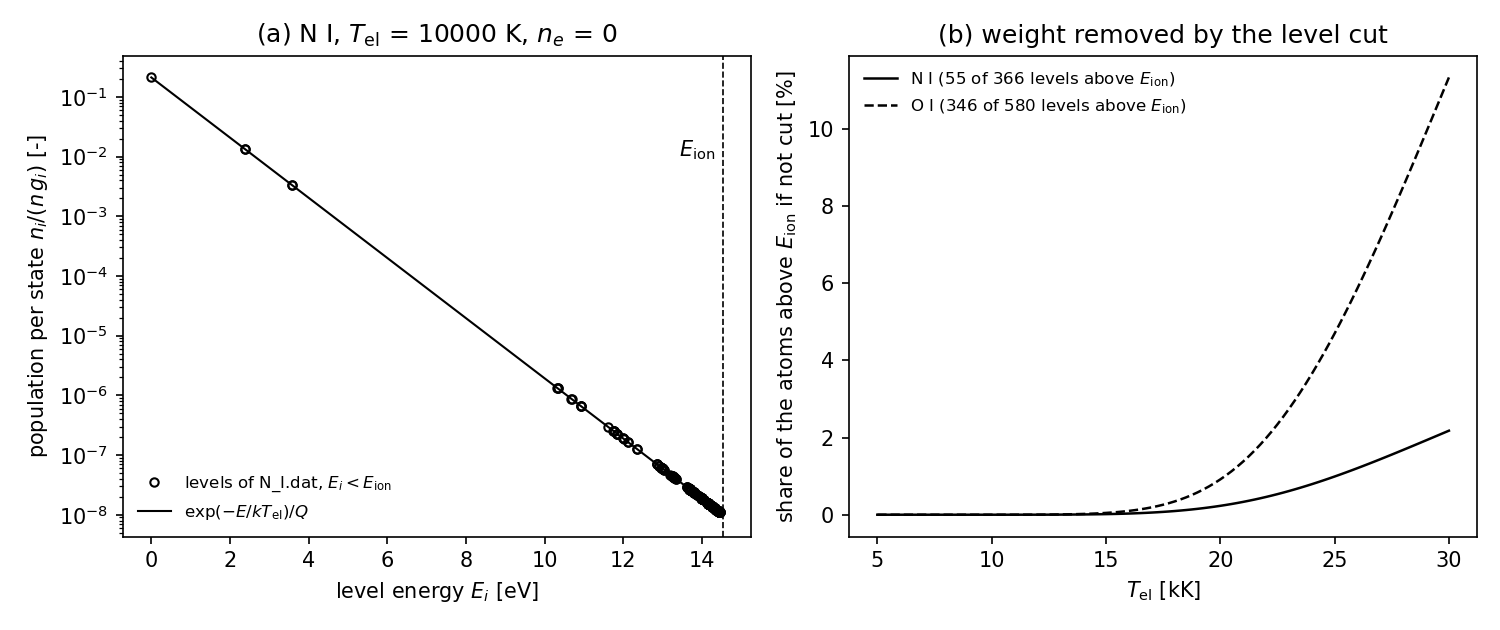 (a) N I, T_el = 10000 K, n_e = 0
population per state n_i/(n g_i) [-]
10⁻¹
10⁻²
10⁻³
10⁻⁴
10⁻⁵
10⁻⁶
10⁻⁷
10⁻⁸
E_ion
levels of N_I.dat, E_i < E_ion
exp(−E/kT_el)/Q
0 2 4 6 8 10 12 14
level energy E_i [eV]
(b) weight removed by the level cut
share of the atoms above E_ion if not cut [%]
N I (55 of 366 levels above E_ion)
O I (346 of 580 levels above E_ion)
10
8
6
4
2
0
5 10 15 20 25 30
T_el [kK]